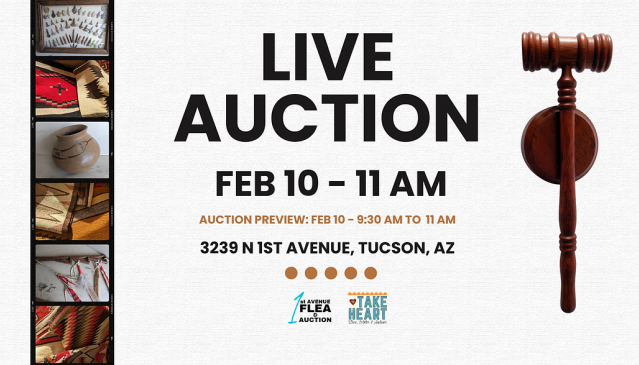 LIVE
AUCTION
FEB 10 - 11 AM
AUCTION PREVIEW: FEB 10 - 9:30 AM TO 11 AM
3239 N 1ST AVENUE, TUCSON, AZ
1st AVENUE
FLEA
&
AUCTION
TAKE
HEART